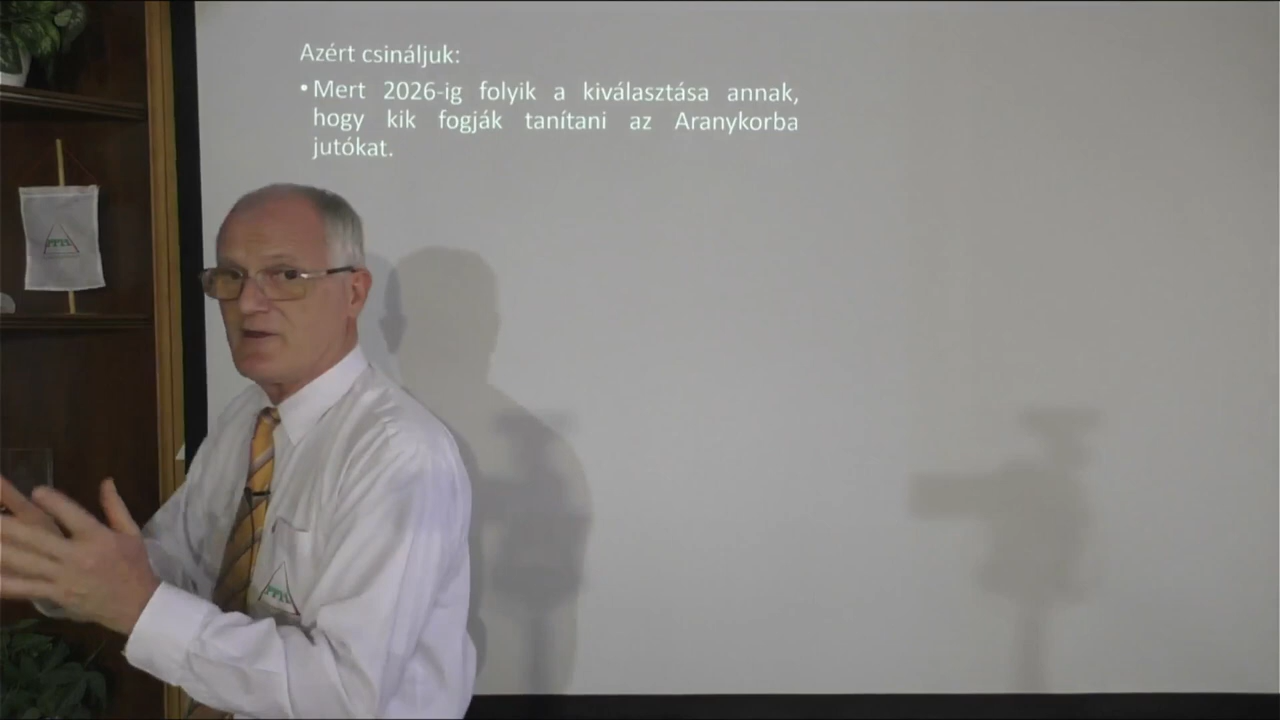 Azért csináljuk:
• Mert 2026-ig folyik a kiválasztása annak,
hogy kik fogják tanítani az Aranykorba
jutókat.